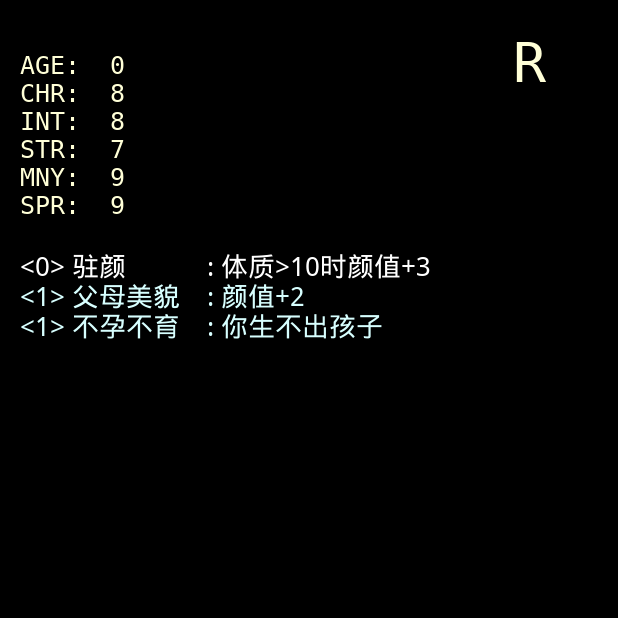 R
AGE: 0
CHR: 8
INT: 8
STR: 7
MNY: 9
SPR: 9
<0> 驻颜 : 体质>10时颜值+3
<1> 父母美貌 : 颜值+2
<1> 不孕不育 : 你生不出孩子